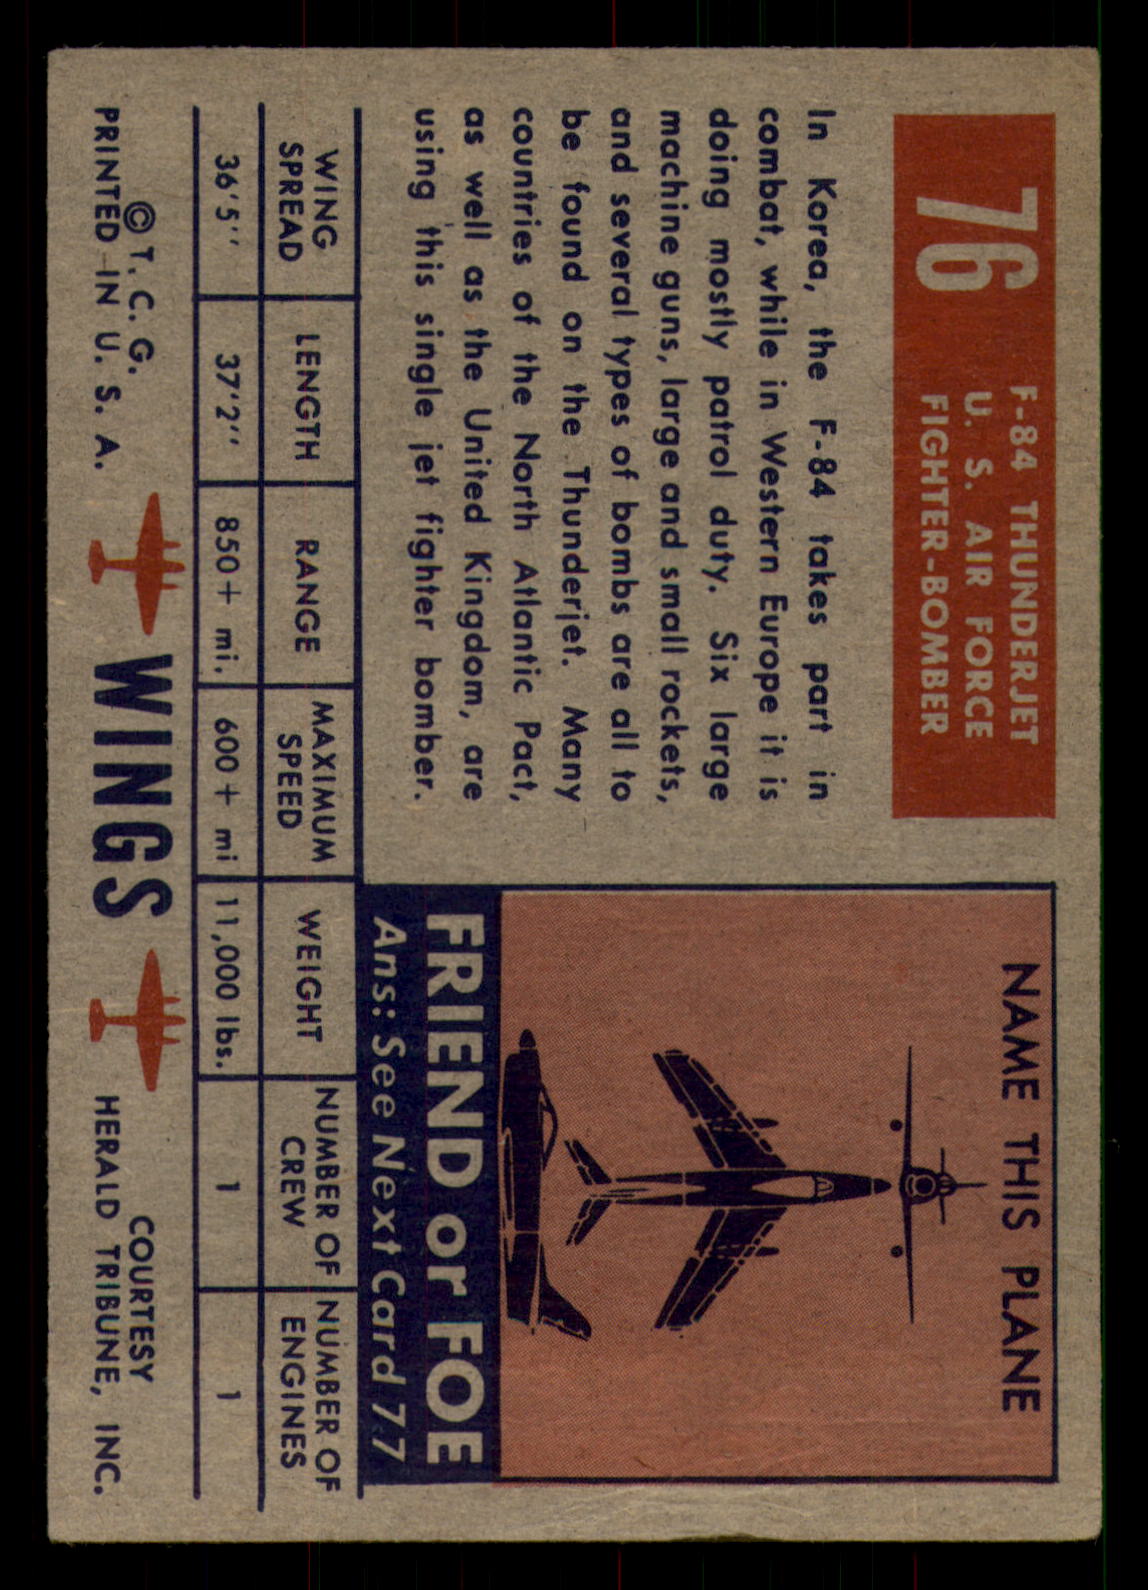 76
F-84 THUNDERJET
U. S. AIR FORCE
FIGHTER-BOMBER
In Korea, the F-84 takes part in
combat, while in Western Europe it is
doing mostly patrol duty. Six large
machine guns, large and small rockets,
and several types of bombs are all to
be found on the Thunderjet. Many
countries of the North Atlantic Pact,
as well as the United Kingdom, are
using this single jet fighter bomber.
NAME THIS PLANE
FRIEND or FOE
Ans: See Next Card 77
WING SPREAD LENGTH RANGE MAXIMUM SPEED WEIGHT NUMBER OF CREW NUMBER OF ENGINES
36'5'' 37'2'' 850+ mi. 600+ mi 11,000 lbs. 1 1
© T. C. G.
PRINTED IN U. S. A.
WINGS
COURTESY
HERALD TRIBUNE, INC.